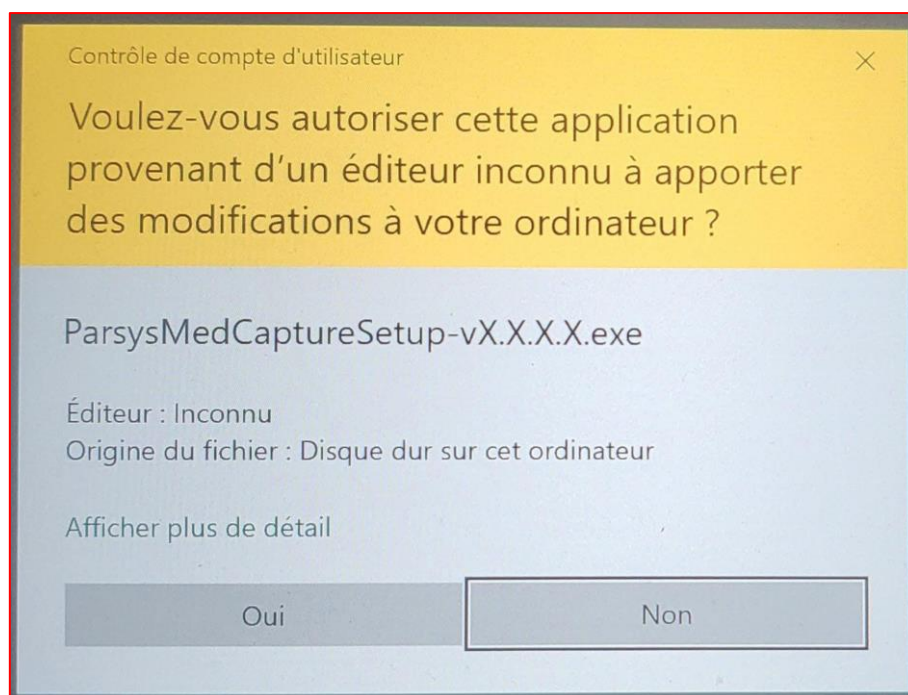 Contrôle de compte d'utilisateur
Voulez-vous autoriser cette application
provenant d'un éditeur inconnu à apporter
des modifications à votre ordinateur ?
ParsysMedCaptureSetup-vX.X.X.X.exe
Éditeur : Inconnu
Origine du fichier : Disque dur sur cet ordinateur
Afficher plus de détail
Oui
Non